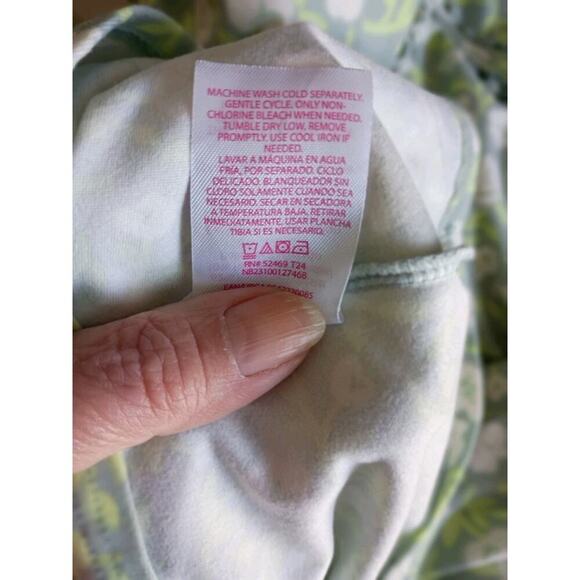 MACHINE WASH COLD SEPARATELY.
GENTLE CYCLE. ONLY NON-
CHLORINE BLEACH WHEN NEEDED.
TUMBLE DRY LOW. REMOVE
PROMPTLY. USE COOL IRON IF
NEEDED.
LAVAR A MÁQUINA EN AGUA
FRÍA, POR SEPARADO. CICLO
DELICADO. BLANQUEADOR SIN
CLORO SOLAMENTE CUANDO SEA
NECESARIO. SECAR EN SECADORA
A TEMPERATURA BAJA. RETIRAR
INMEDIATAMENTE. USAR PLANCHA
TIBIA SI ES NECESARIO.
RN# 52469 T24
NB23100127468